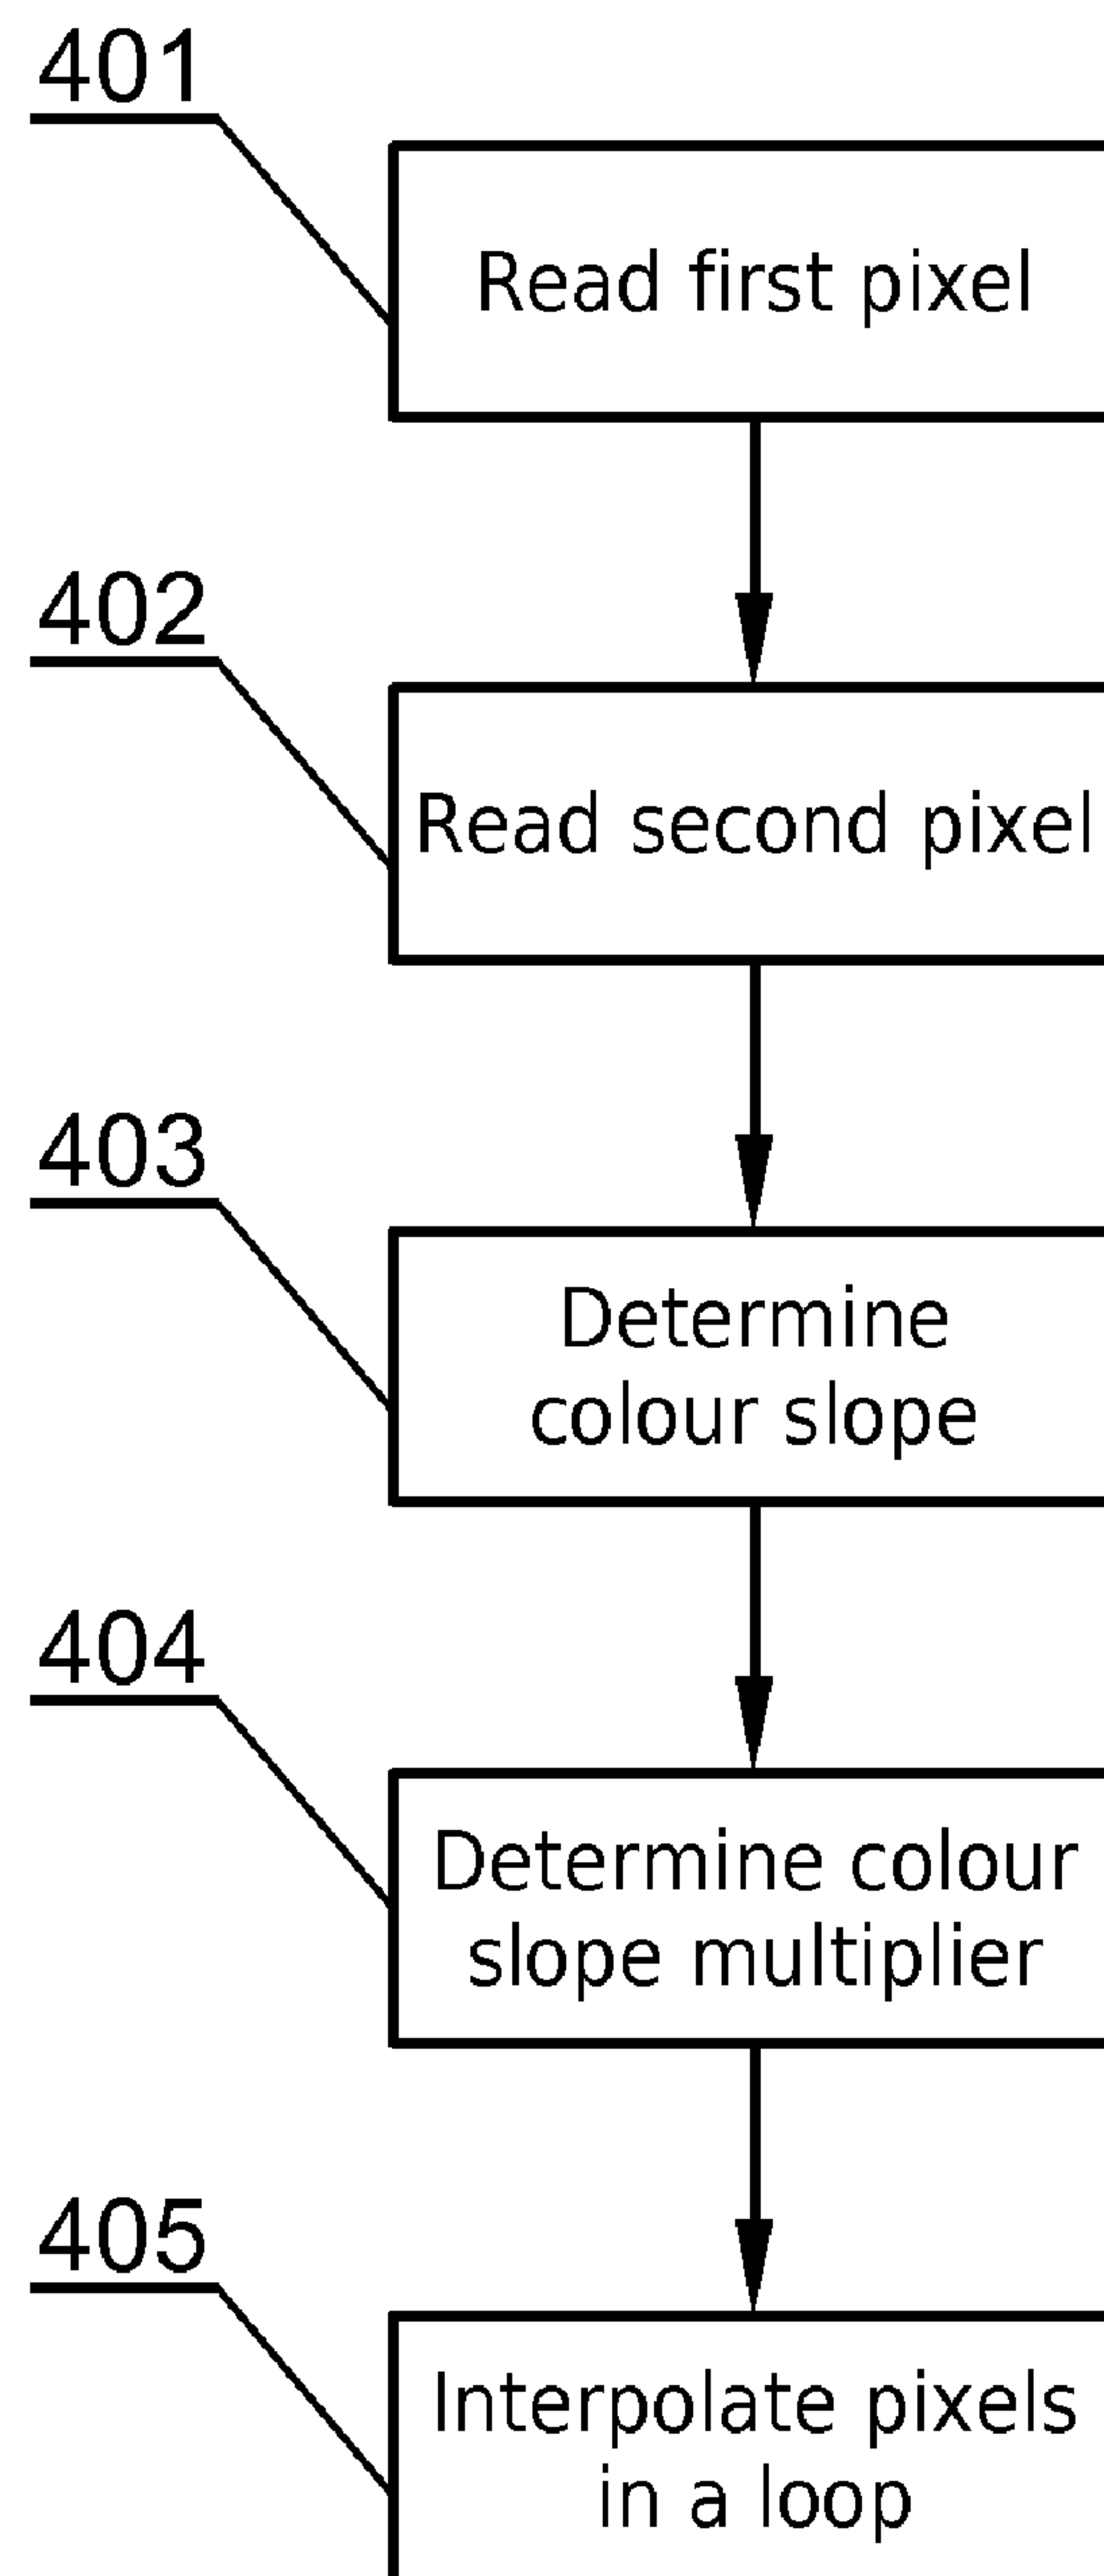 401
Read first pixel
402
Read second pixel
403
Determine
colour slope
404
Determine colour
slope multiplier
405
Interpolate pixels
in a loop